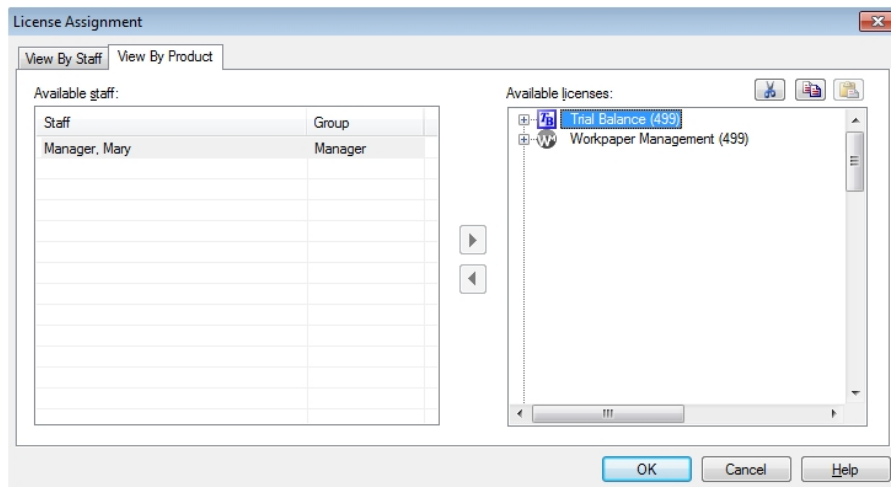 License Assignment
View By Staff View By Product
Available staff:
Staff Group
Manager, Mary Manager
Available licenses:
TB Trial Balance (499)
W Workpaper Management (499)
OK Cancel Help